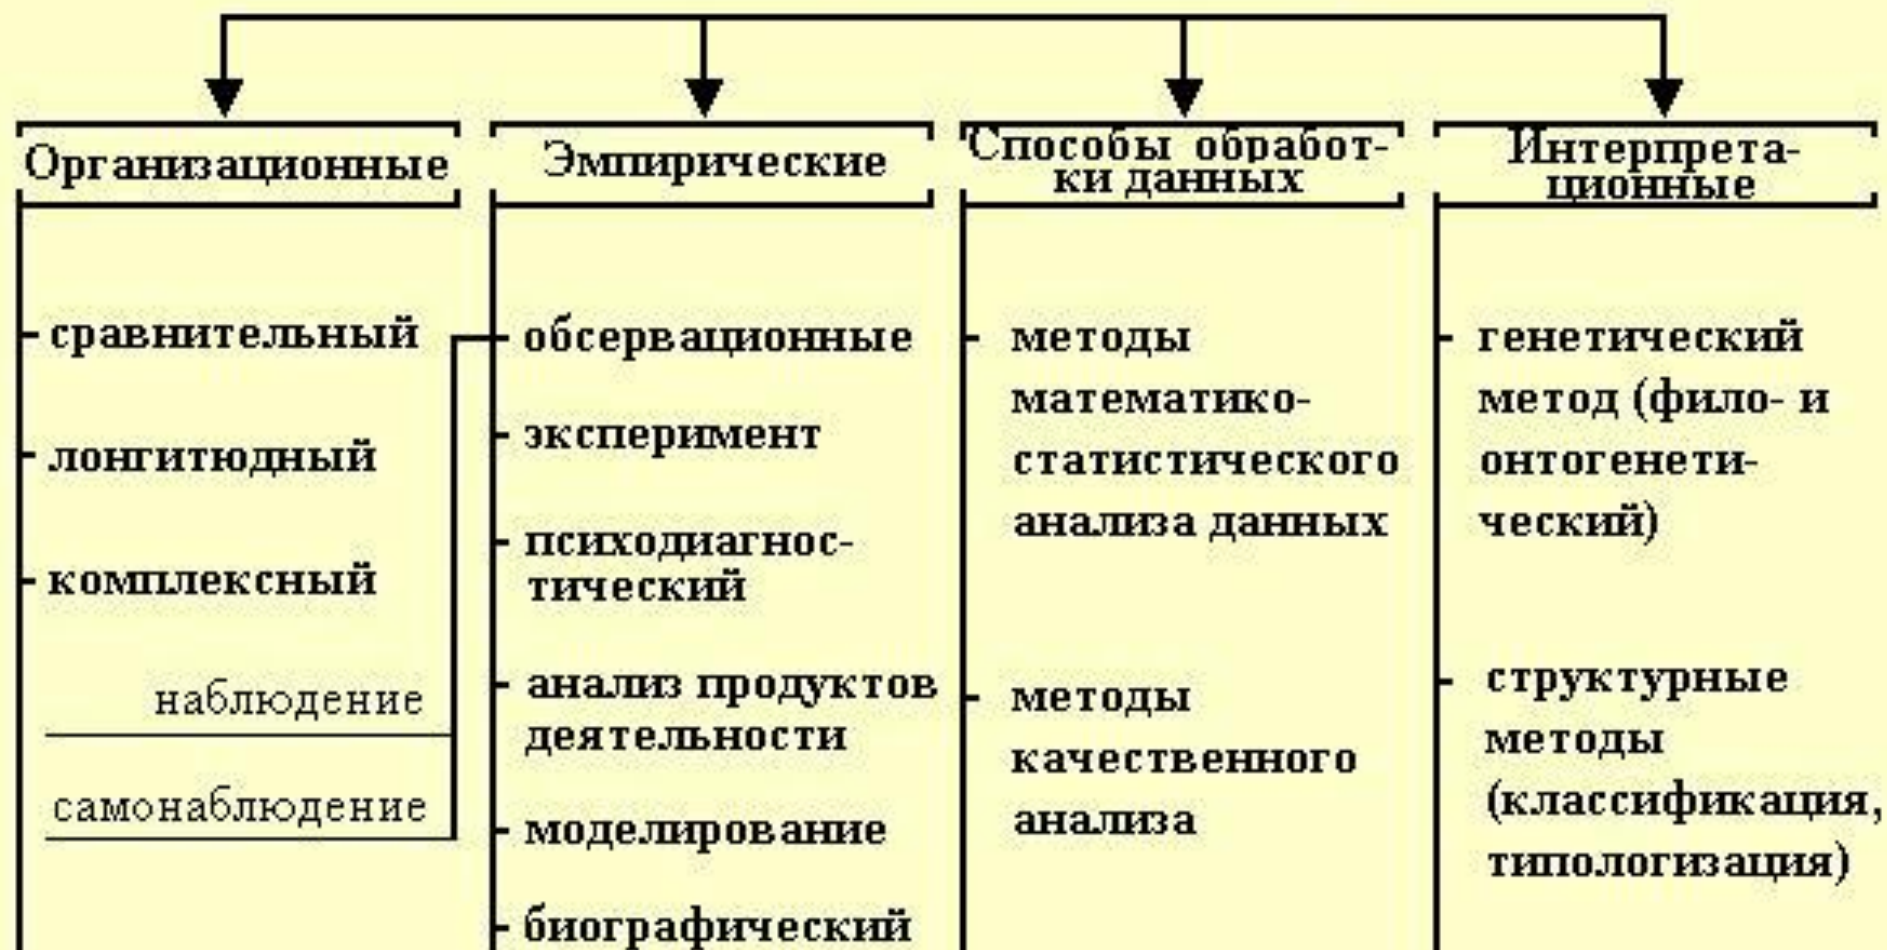 Организационные
сравнительный
лонгитюдный
комплексный
наблюдение
самонаблюдение
Эмпирические
обсервационные
эксперимент
психодиагнос-
тический
анализ продуктов
деятельности
моделирование
биографический
Способы обработ-
ки данных
методы
математико-
статистического
анализа данных
методы
качественного
анализа
Интерпрета-
ционные
генетический
метод (фило- и
онтогенети-
ческий)
структурные
методы
(классификация,
типологизация)